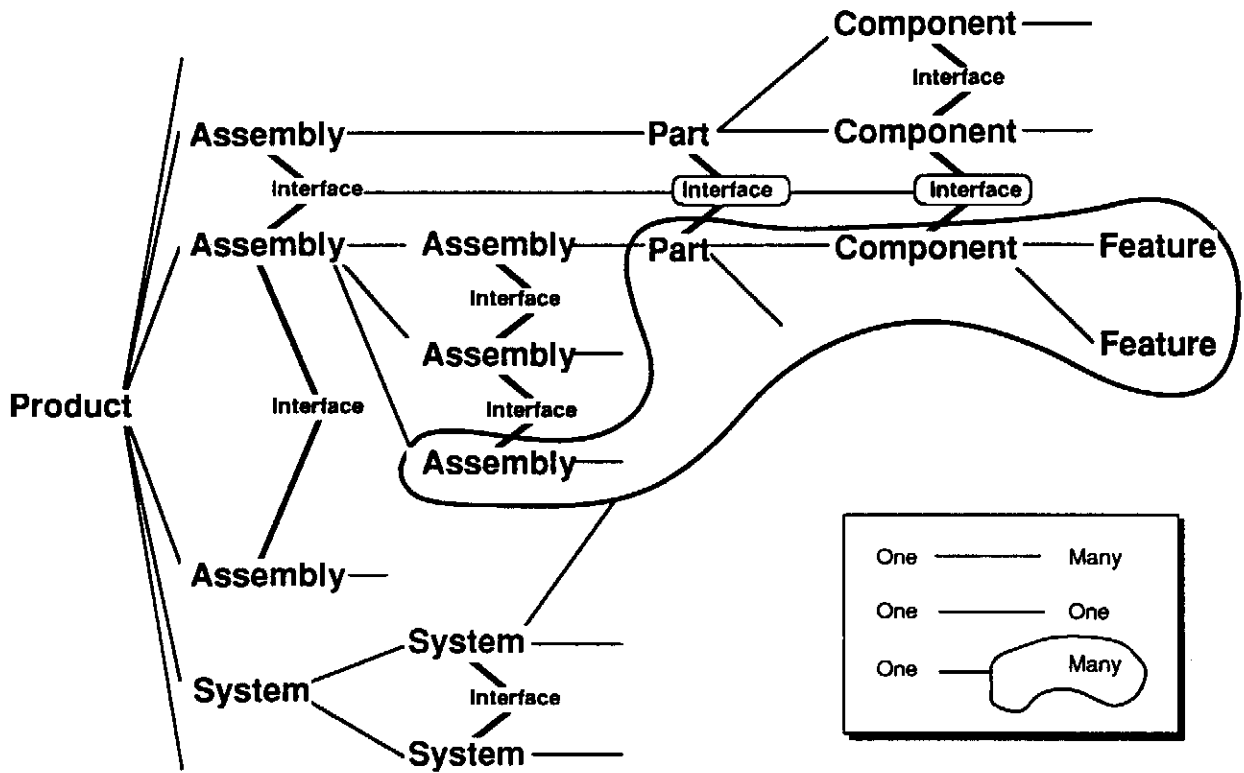 Component
Interface
Assembly Part Component
Interface Interface Interface
Assembly Assembly Part Component Feature
Interface
Assembly Feature
Product Interface Interface
Assembly
One Many
Assembly
One One
System
One Many
System Interface
System